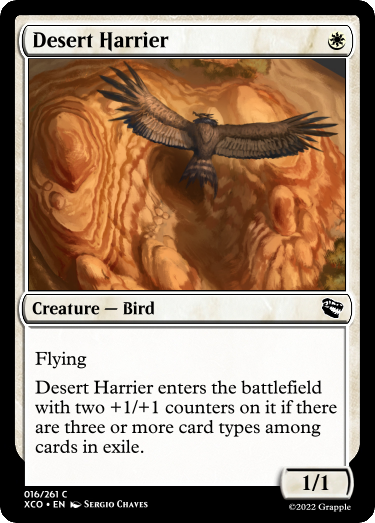 Desert Harrier
Creature — Bird
Flying
Desert Harrier enters the battlefield
with two +1/+1 counters on it if there
are three or more card types among
cards in exile.
1/1
016/261 C
XCO • EN Sergio Chaves
©2022 Grapple